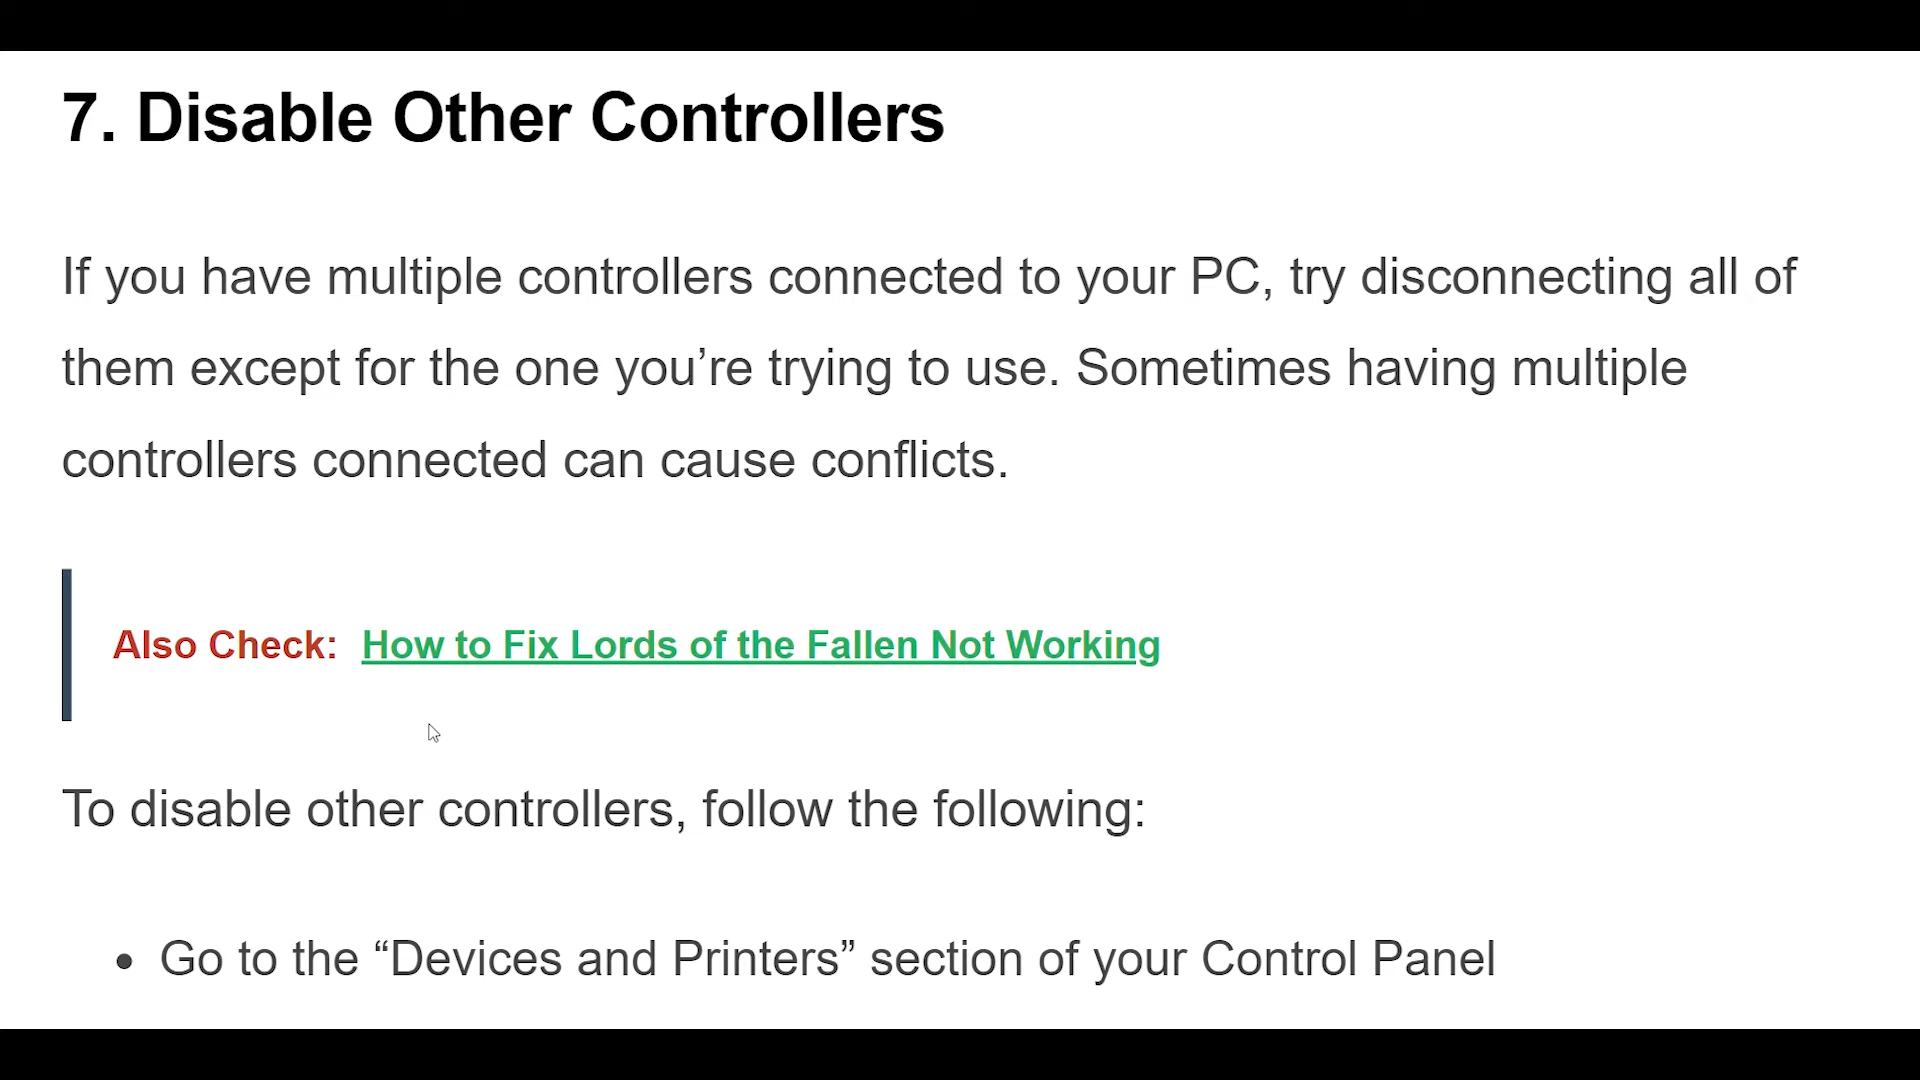 7. Disable Other Controllers
If you have multiple controllers connected to your PC, try disconnecting all of
them except for the one you’re trying to use. Sometimes having multiple
controllers connected can cause conflicts.
Also Check: How to Fix Lords of the Fallen Not Working
To disable other controllers, follow the following:
• Go to the “Devices and Printers” section of your Control Panel